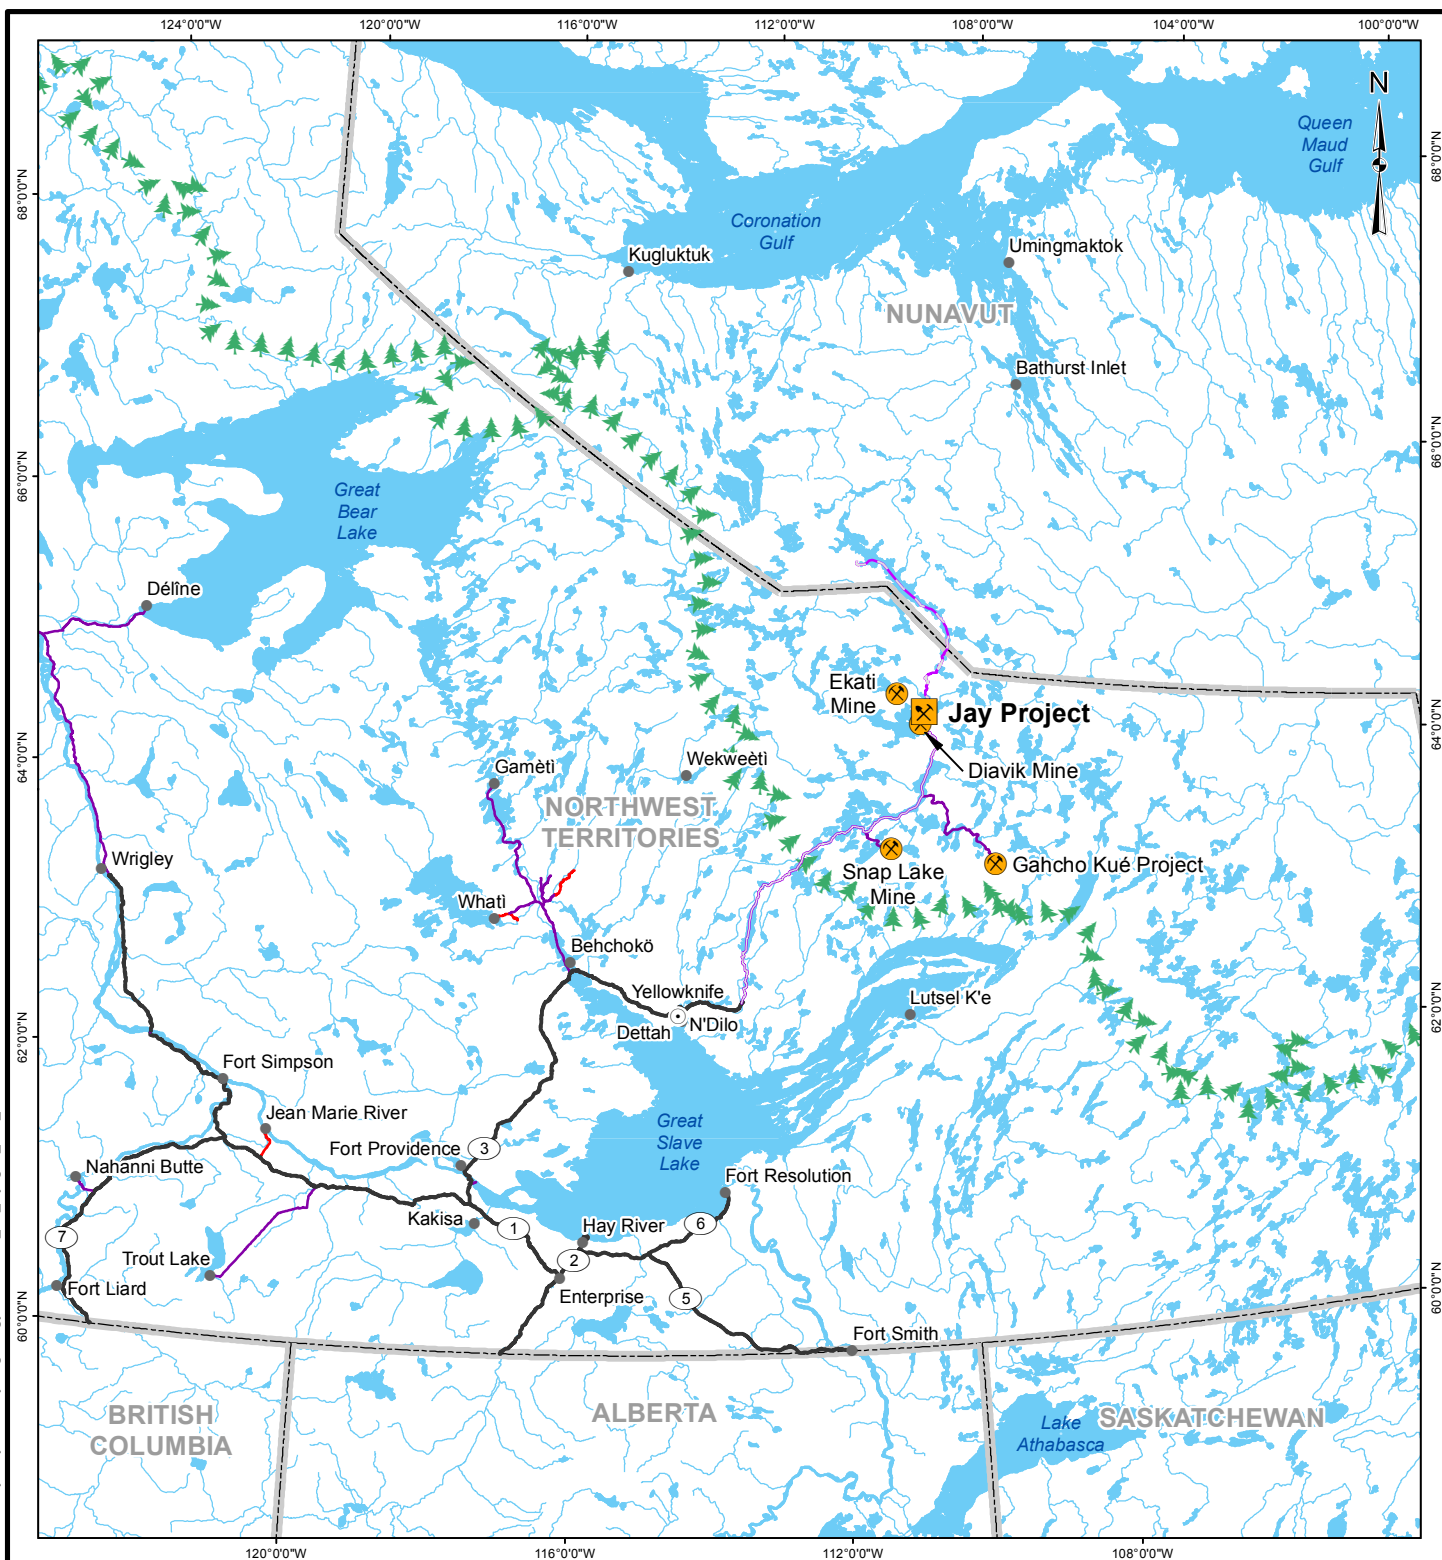 124°0'0"W
120°0'0"W
116°0'0"W
112°0'0"W
108°0'0"W
104°0'0"W
100°0'0"W
N
Queen
Maud
Gulf
68°0'0"N
68°0'0"N
Coronation
Gulf
Umingmaktok
Kugluktuk
NUNAVUT
Bathurst Inlet
66°0'0"N
66°0'0"N
Great
Bear
Lake
Délîne
Ekati
Mine
Jay Project
64°0'0"N
64°0'0"N
Diavik Mine
Wekweètì
Gamètì
NORTHWEST
TERRITORIES
Wrigley
Snap Lake
Mine
Gahcho Kué Project
Whatì
Behchokö
Yellowknife
N'Dilo
Dettah
Lutsel K'e
62°0'0"N
62°0'0"N
Fort Simpson
Jean Marie River
Great
Slave
Lake
Fort Providence
3
Nahanni Butte
Fort Resolution
Kakisa
1
Hay River
6
7
2
Trout Lake
Fort Liard
Enterprise
5
60°0'0"N
60°0'0"N
Fort Smith
BRITISH
COLUMBIA
ALBERTA
Lake
Athabasca
SASKATCHEWAN
120°0'0"W
116°0'0"W
112°0'0"W
108°0'0"W